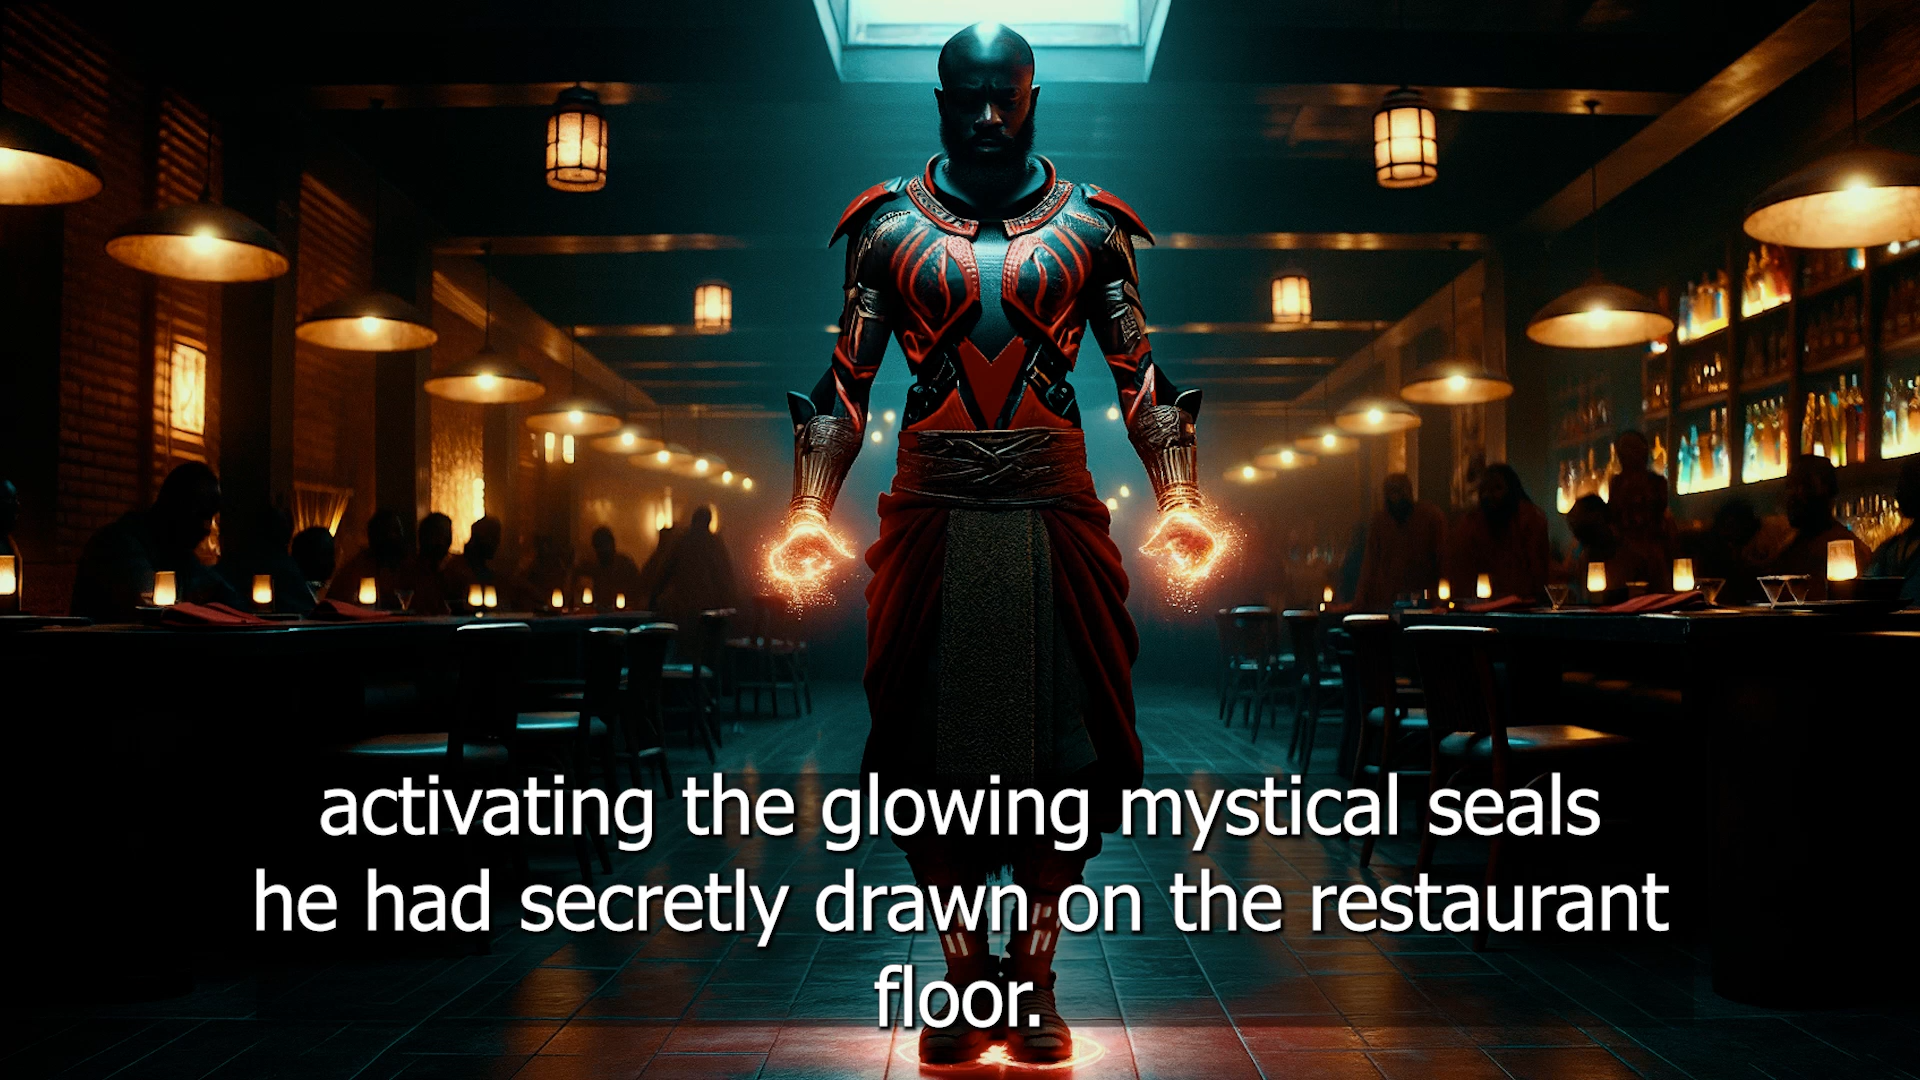 activating the glowing mystical seals
he had secretly drawn on the restaurant
floor.